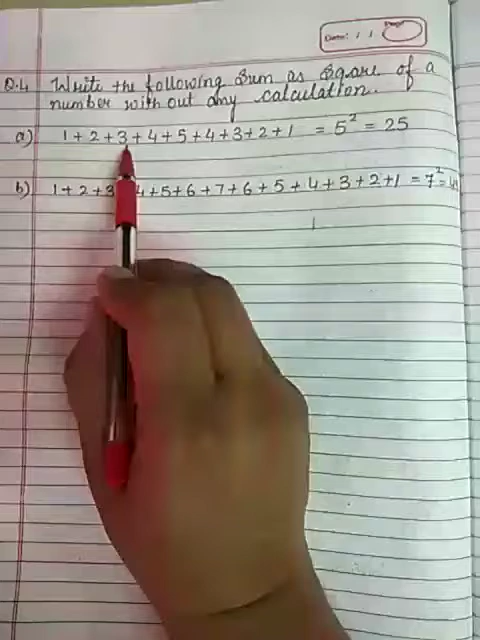 Date: / / Page:
Q.4 Write the following Sum as Sqare of a
number with out any calculation.
a) 1 + 2 + 3 + 4 + 5 + 4 + 3 + 2 + 1 = 5² = 25
b) 1 + 2 + 3 4 + 5 + 6 + 7 + 6 + 5 + 4 + 3 + 2 + 1 = 7² =